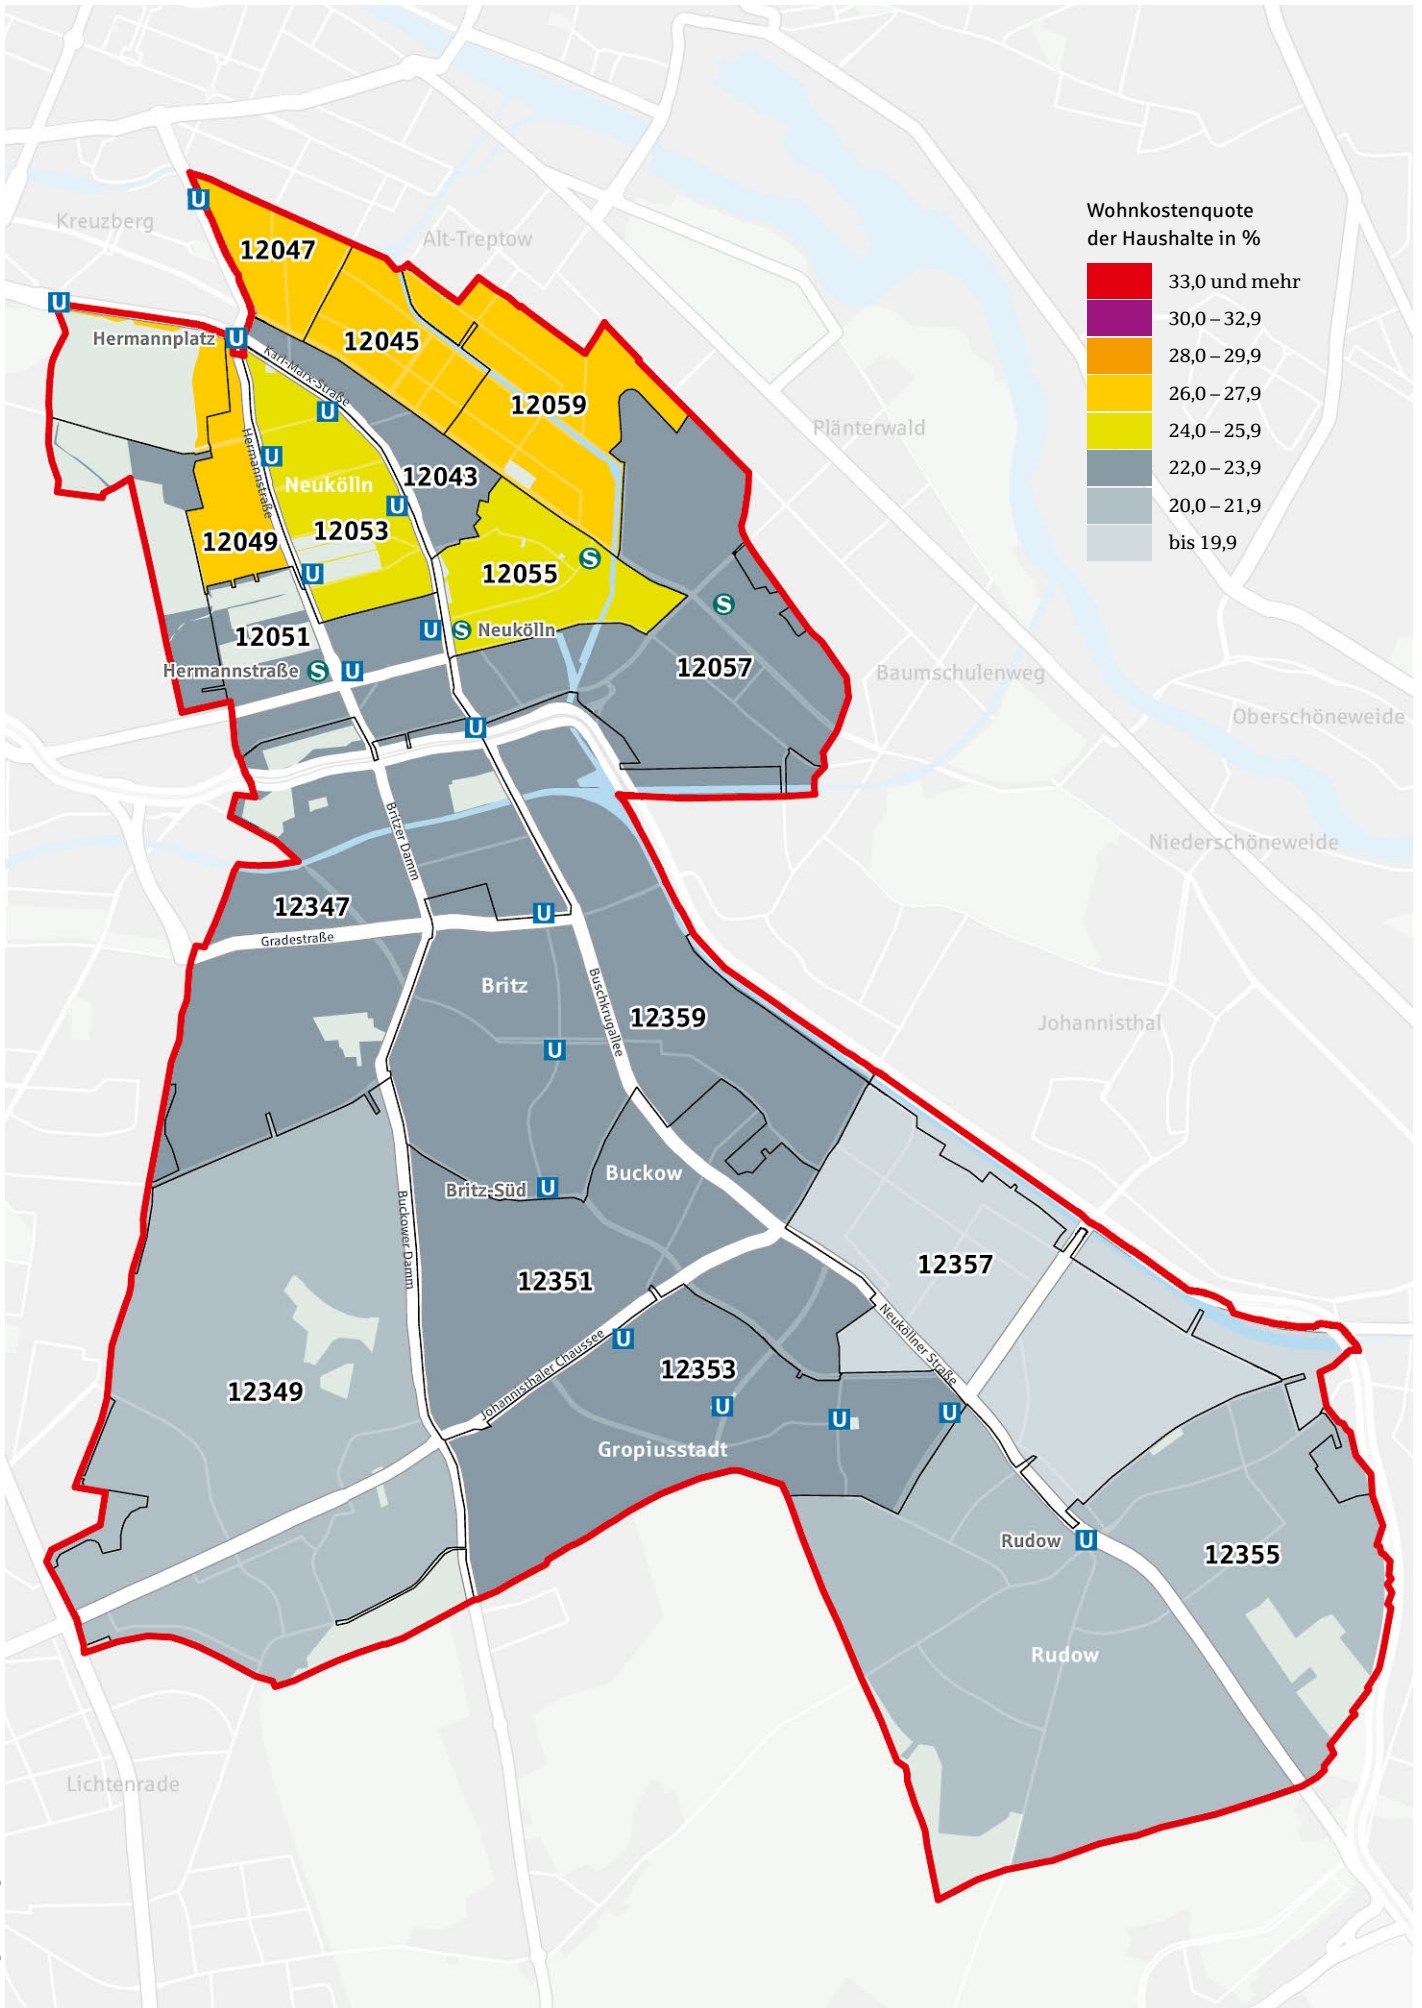 Wohnkostenquote
der Haushalte in %
33,0 und mehr
30,0 – 32,9
28,0 – 29,9
26,0 – 27,9
24,0 – 25,9
22,0 – 23,9
20,0 – 21,9
bis 19,9
U
Kreuzberg
12047
Alt-Treptow
U
Hermannplatz
U
12045
Karl-Marx-Straße
U
12059
Plänterwald
Hermannstraße
U
Neukölln
12043
U
12049
12053
12055
S
U
S
12051
U
S
Neukölln
Hermannstraße
S
U
12057
Baumschulenweg
Oberschöneweide
U
Britzer Damm
Niederschöneweide
12347
U
Gradestraße
Britz
Buschkrugallee
12359
Johannisthal
U
Buckow
Britz-Süd
U
Buckower Damm
12351
12357
Johannisthaler Chaussee
U
Neuköllner Straße
12353
12349
U
U
U
Gropiusstadt
Rudow
U
12355
Rudow
Lichtenrade